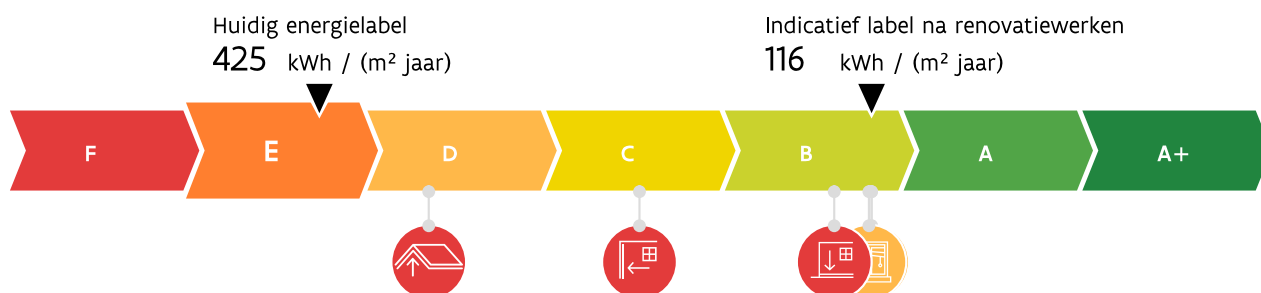 Huidig energielabel
425 kWh / (m² jaar)
Indicatief label na renovatiewerken
116 kWh / (m² jaar)
F E D C B A A+